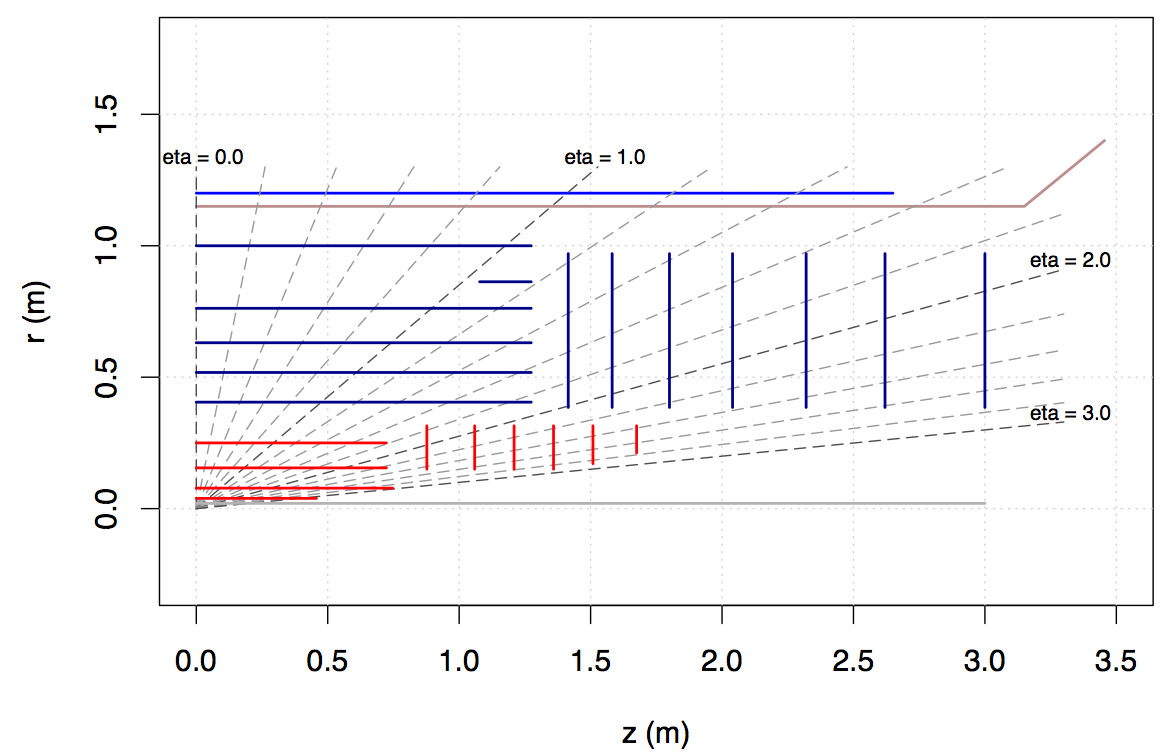 1.5
eta = 0.0
eta = 1.0
1.0
eta = 2.0
r (m)
0.5
eta = 3.0
0.0
0.0 0.5 1.0 1.5 2.0 2.5 3.0 3.5
z (m)